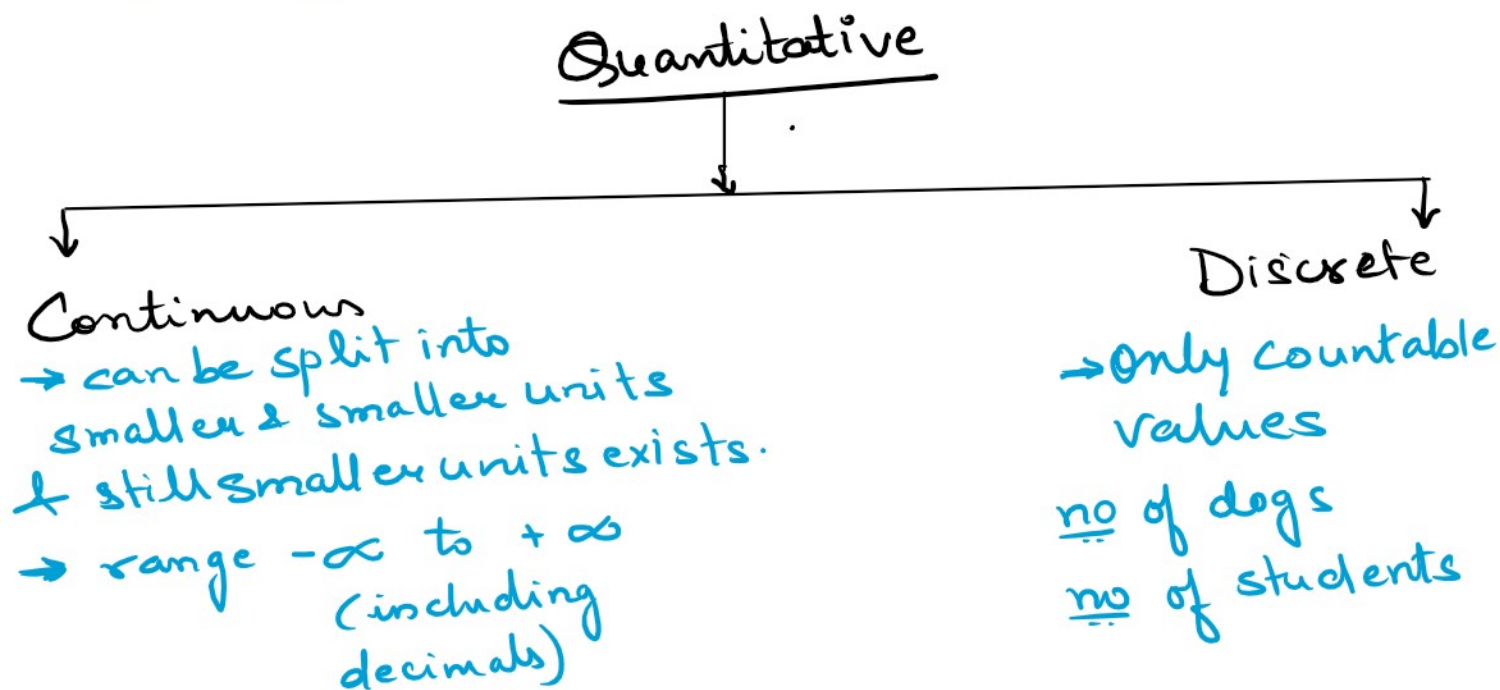 Quantitative
Continuous
→ can be split into
smaller & smaller units
& still smaller units exists.
→ range -∞ to + ∞
(including
decimals)
Discrete
→ Only countable
values
no of dogs
no of students